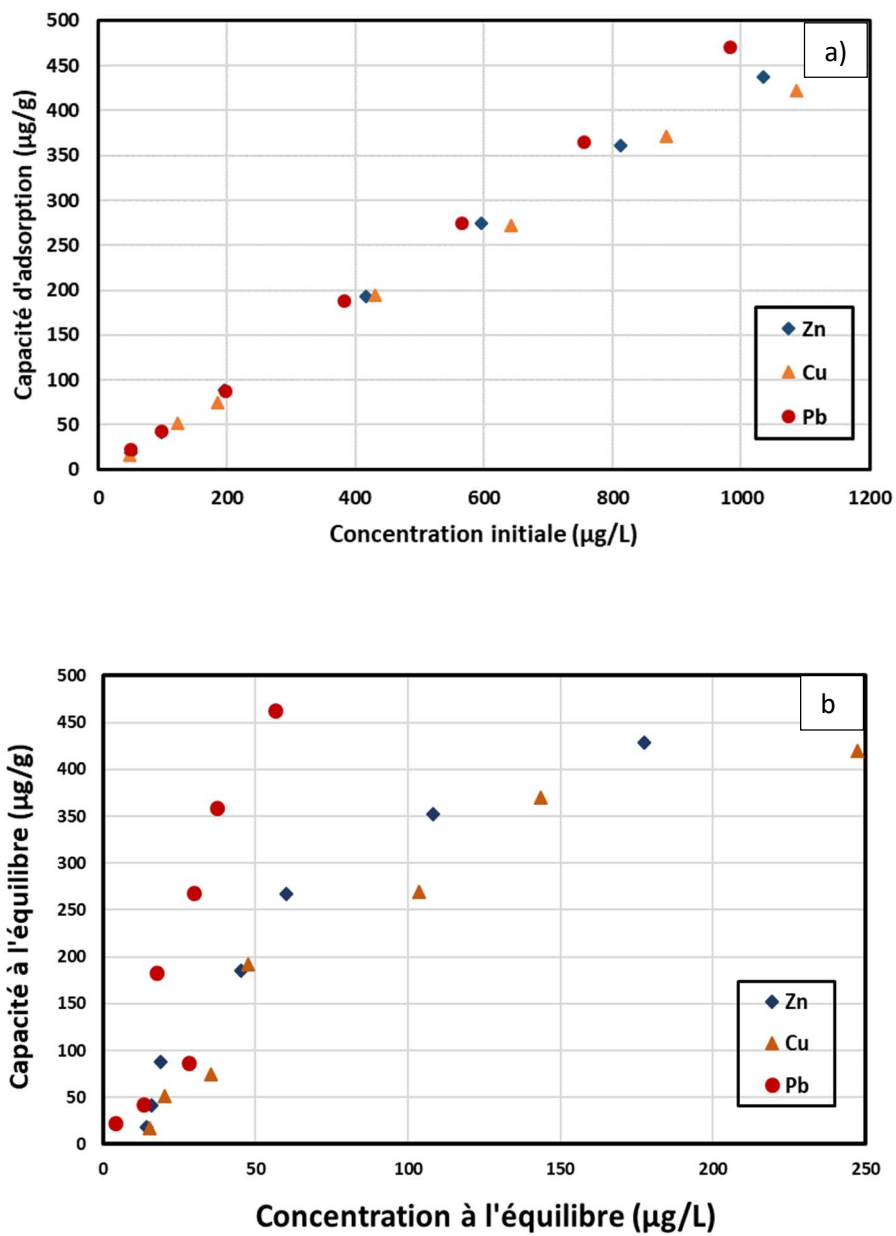 500
450
400
350
300
250
200
150
100
50
0
Capacité d'adsorption (µg/g)
a)
Zn
Cu
Pb
0 200 400 600 800 1000 1200
Concentration initiale (µg/L)
500
450
400
350
300
250
200
150
100
50
0
Capacité à l'équilibre (µg/g)
b
Zn
Cu
Pb
0 50 100 150 200 250
Concentration à l'équilibre (µg/L)